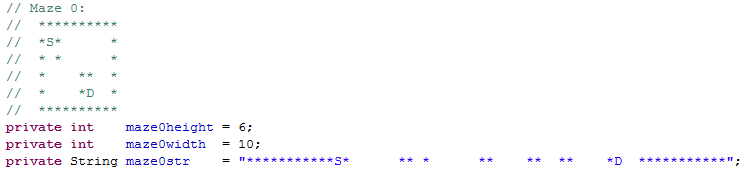 // Maze 0:
//  **********
//  *S*      *
//  * *      *
//  *    **  *
//  *    *D  *
//  **********
private int    maze0height = 6;
private int    maze0width  = 10;
private String maze0str    = "***********S*      ** *      **    **  **    *D  ***********";